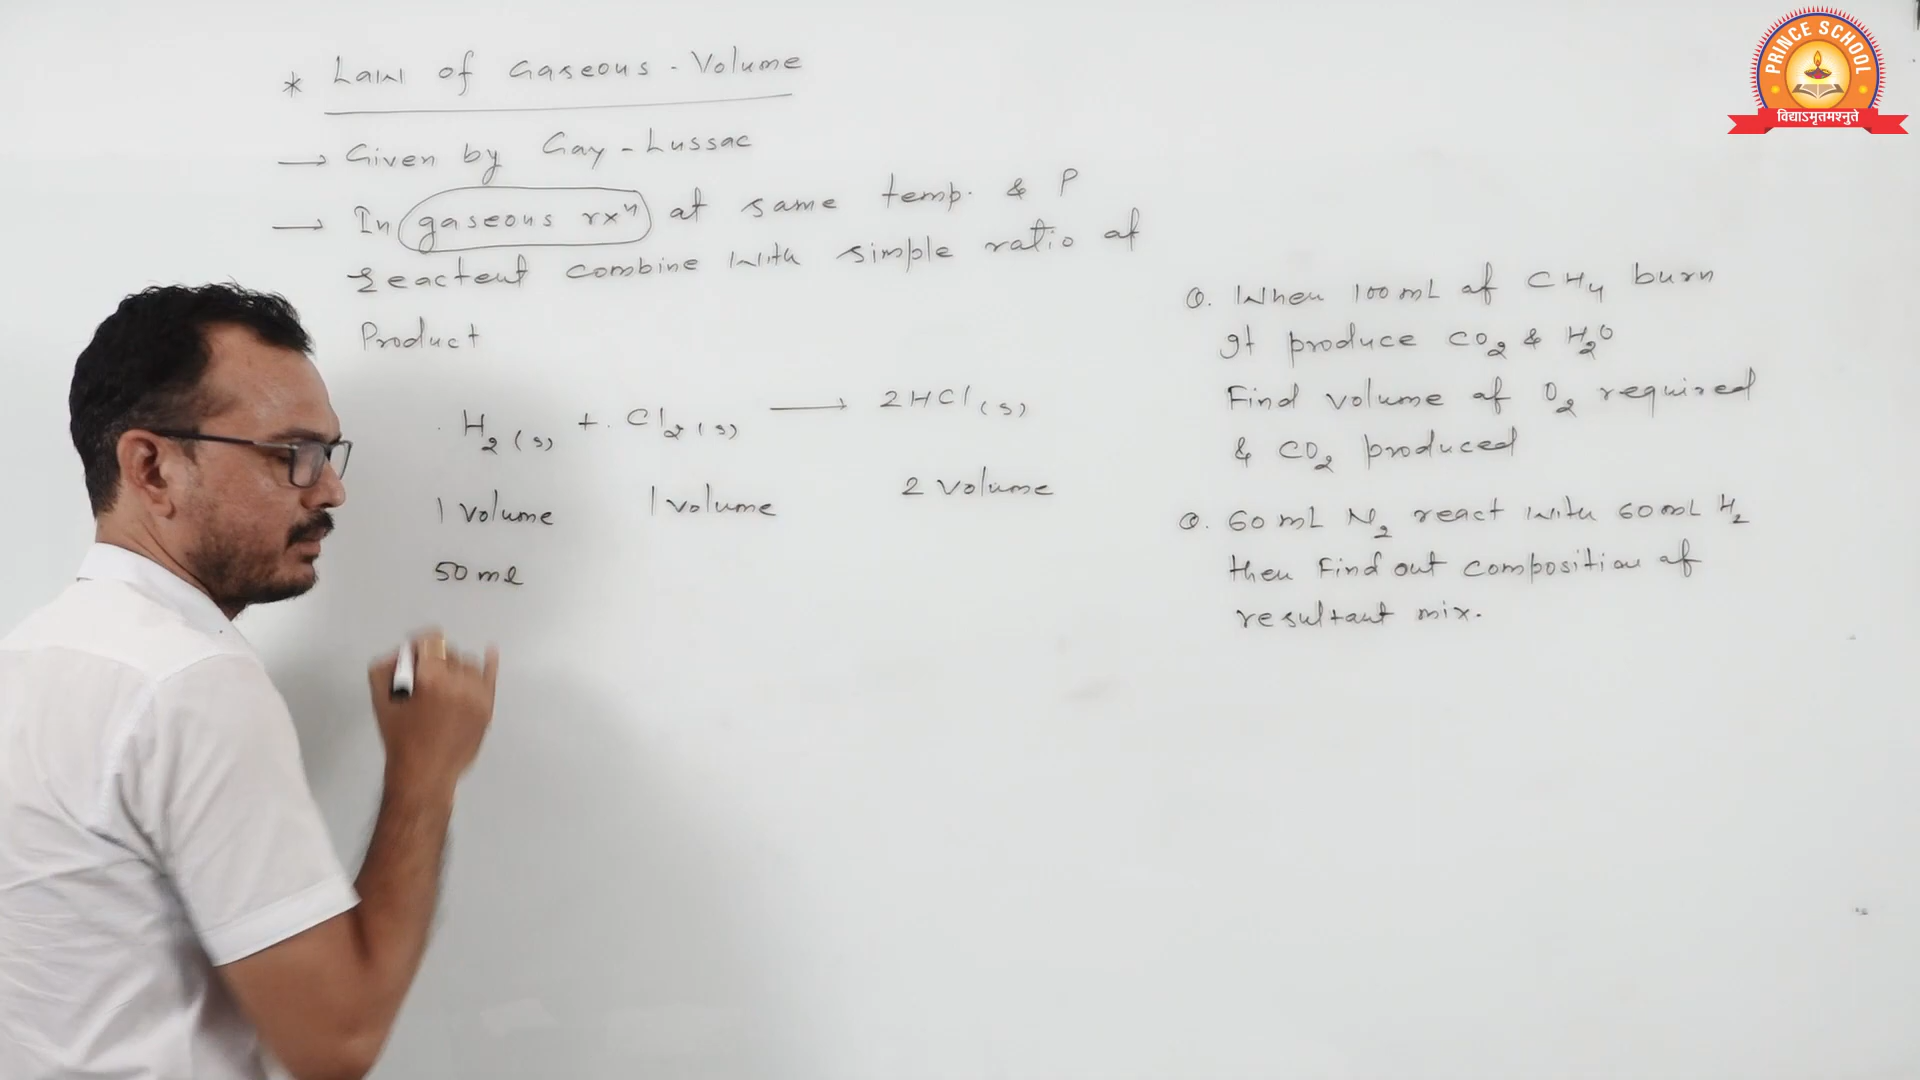 * Law of Gaseous - Volume
→ Given by Gay-Lussac
→ In gaseous rxⁿ at same temp. & P
reactent combine with simple ratio of
Product
H₂(g) + Cl₂(g) → 2HCl(g)
1 Volume 1 volume 2 Volume
50 ml
Q. When 100 mL of CH₄ burn
It produce CO₂ & H₂O
Find volume of O₂ required
& CO₂ produced
Q. 60 mL N₂ react with 60 mL H₂
then Find out composition of
resultant mix.
PRINCE SCHOOL
विद्याऽमृतमश्नुते